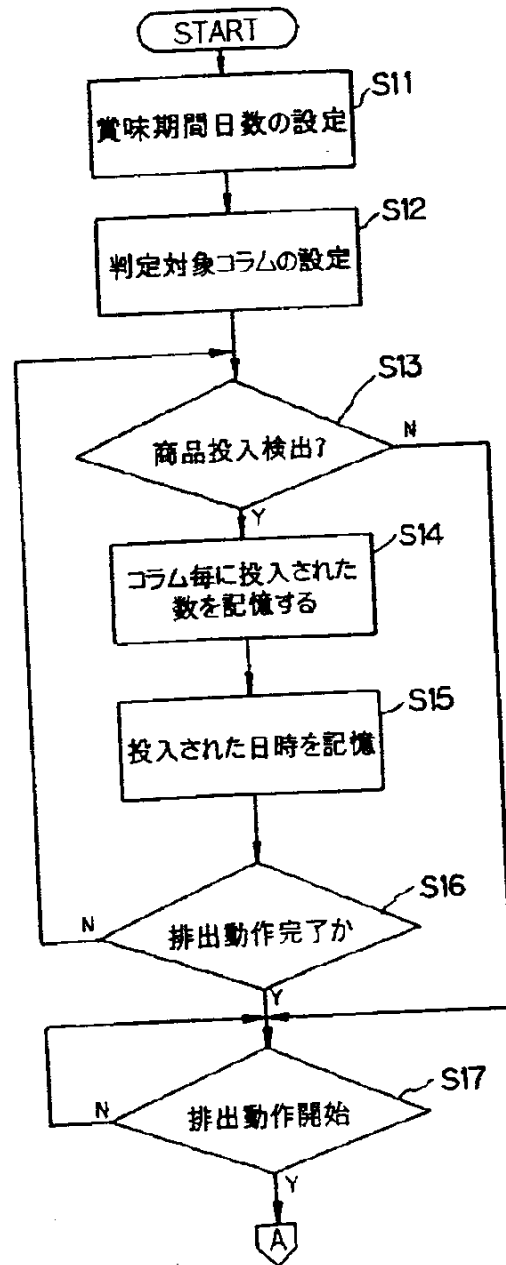 START
S11
賞味期間日数の設定
S12
判定対象コラムの設定
S13
商品投入検出?
N
Y
S14
コラム毎に投入された
数を記憶する
S15
投入された日時を記憶
S16
排出動作完了か
N
Y
S17
排出動作開始
N
Y
A